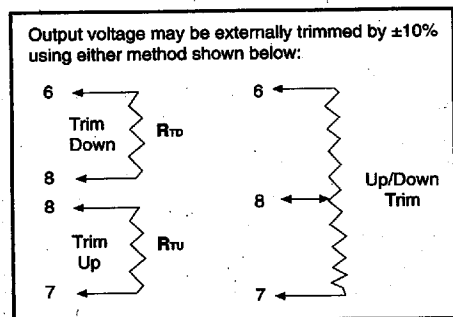 Output voltage may be externally trimmed by ±10%
using either method shown below:
6
Trim
Down
RTD
8
8
Trim
Up
RTU
7
6
8
Up/Down
Trim
7